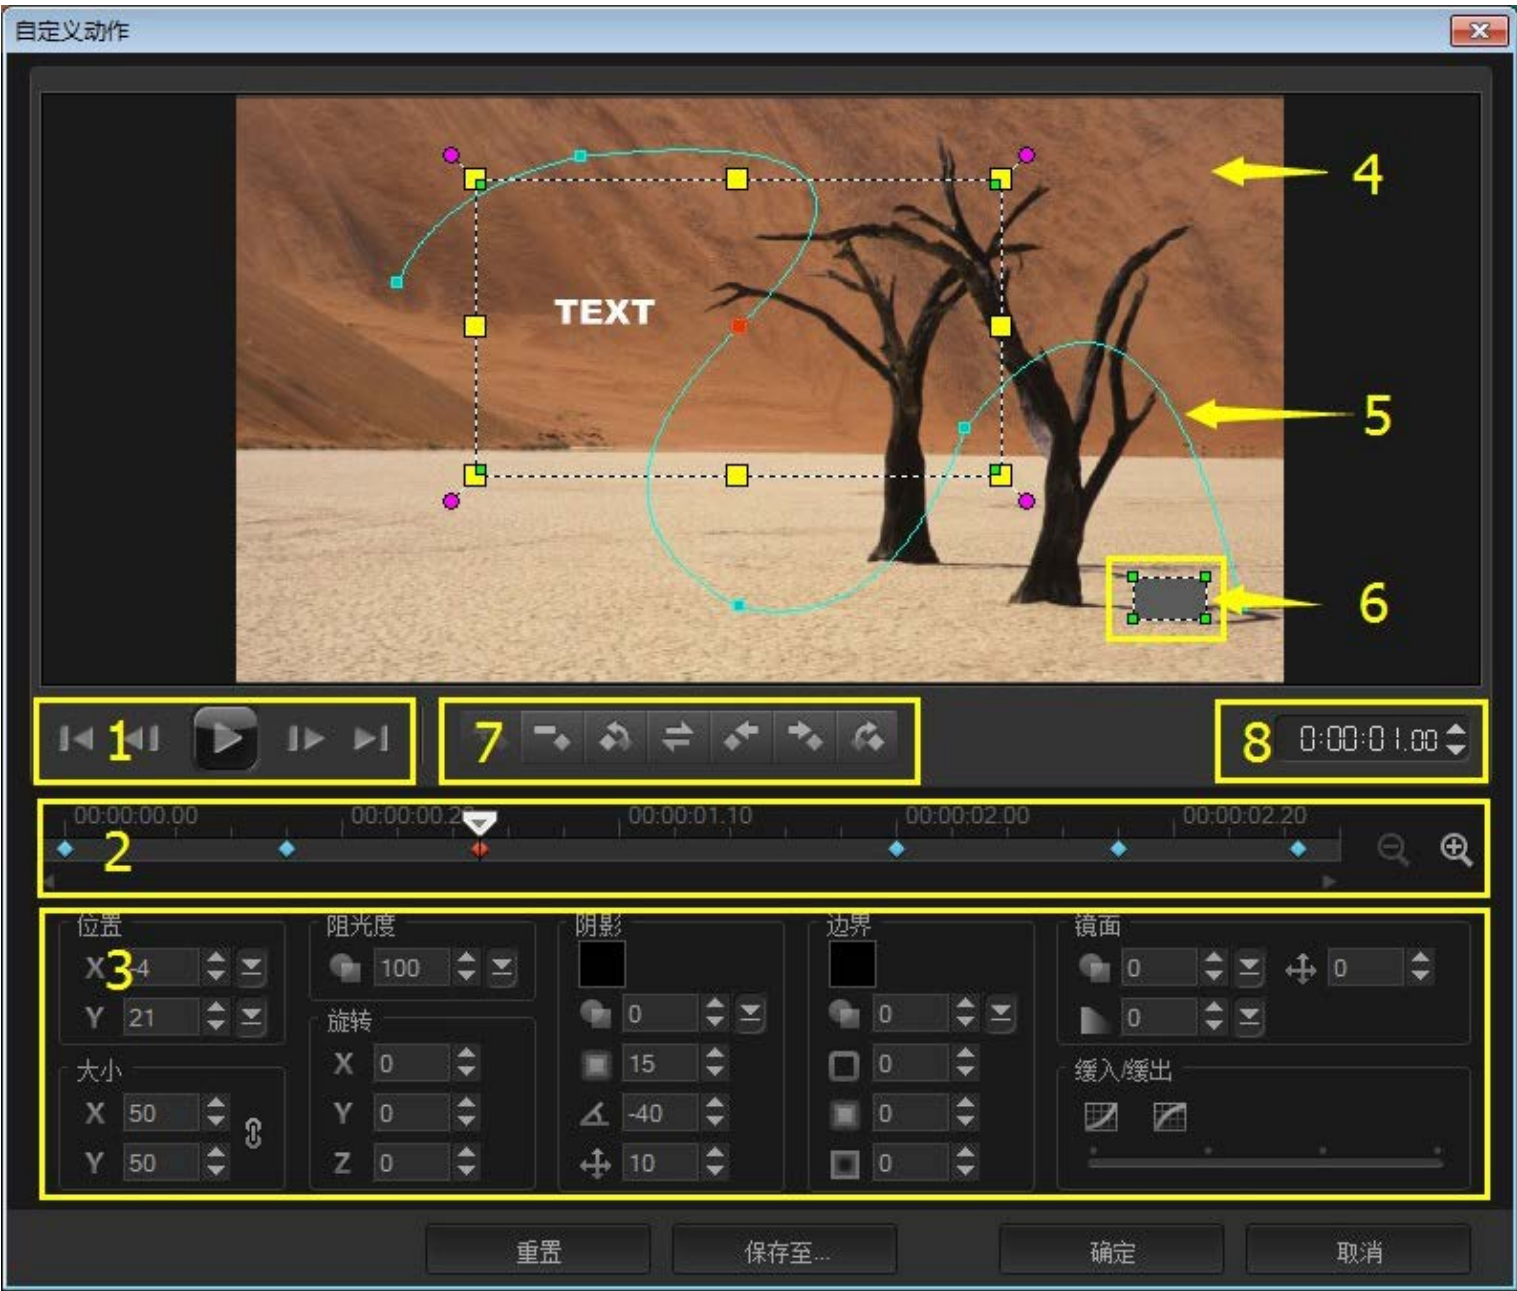 自定义动作
4
TEXT
5
6
1
7
8 0:00:01.00
00:00:00.00 00:00:00.2 00:00:01.10 00:00:02.00 00:00:02.20
2
位置 阻光度 阴影 边界 镜面
X 3 -4 100 0 0
Y 21 旋转 0 0 0
大小 X 0 15 0 缓入/缓出
X 50 Y 0 -40 0
Y 50 Z 0 10 0
重置 保存至... 确定 取消